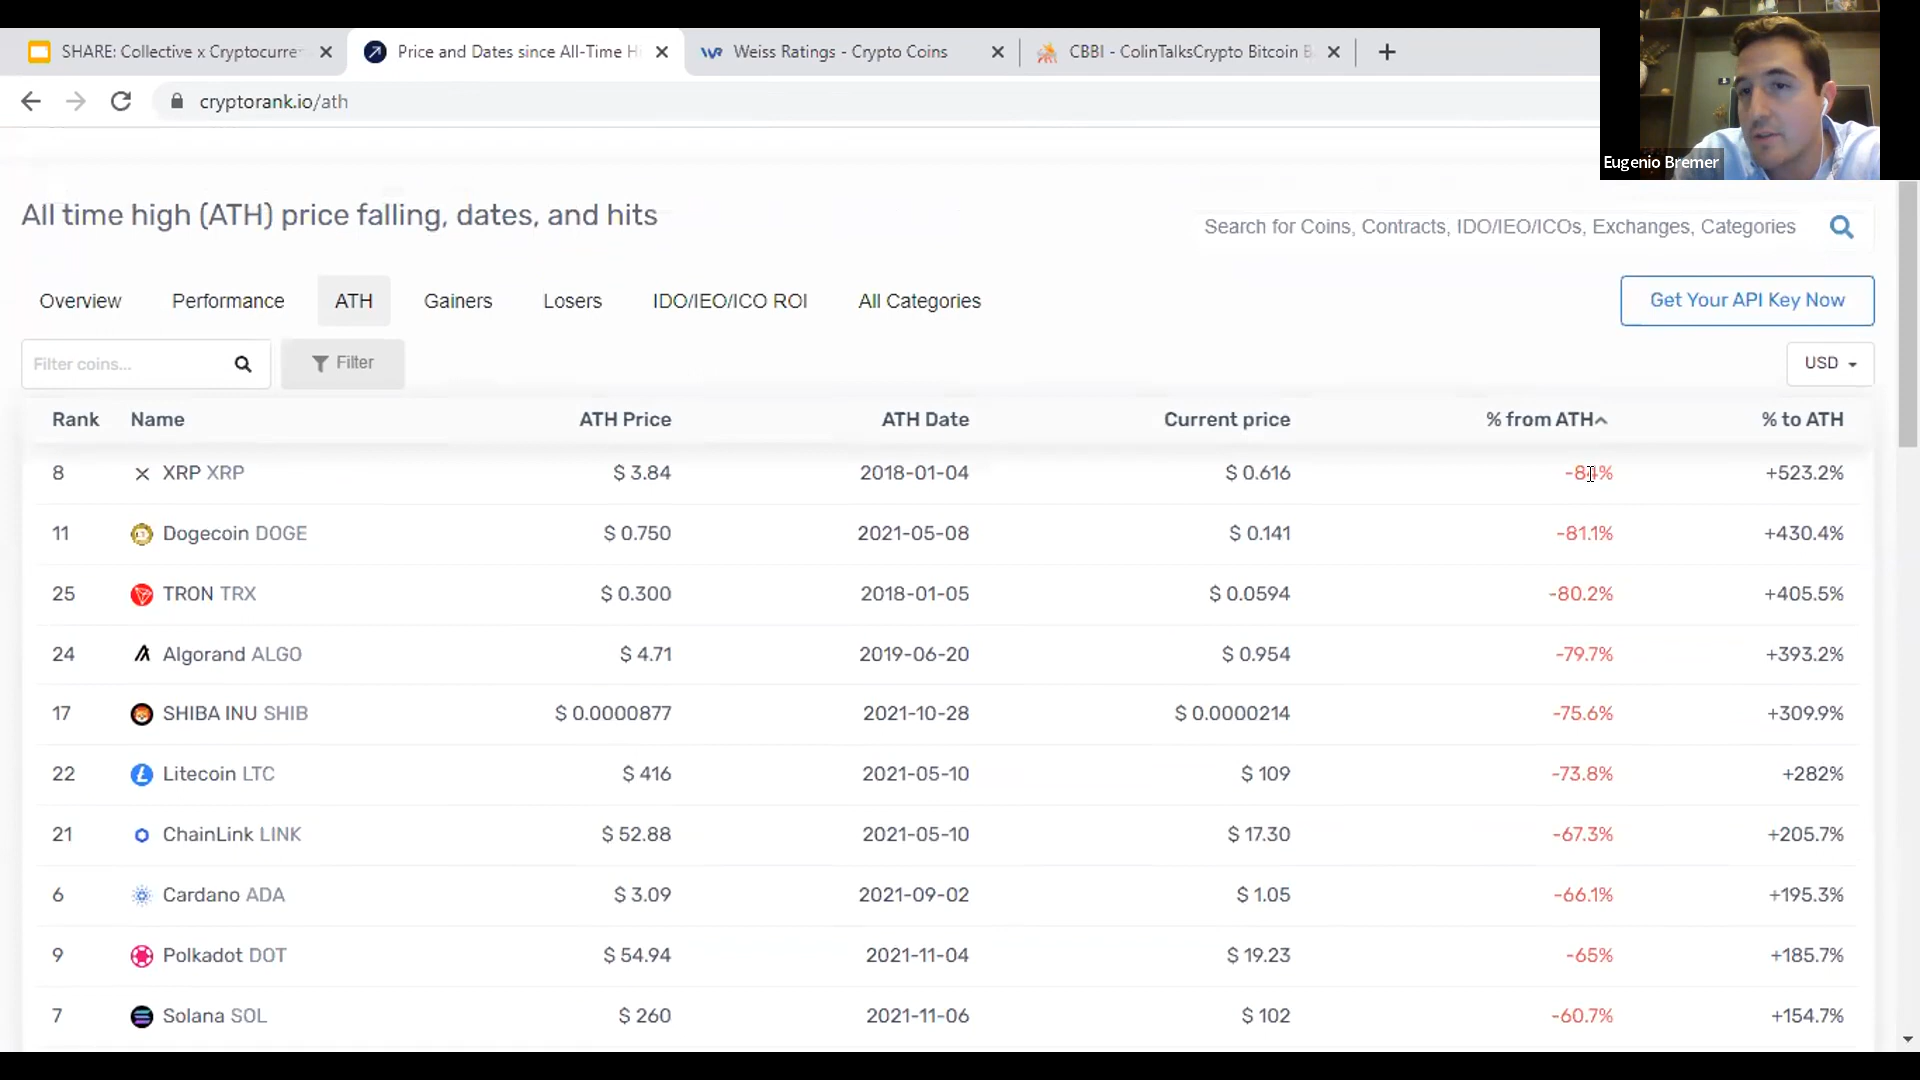 SHARE: Collective x Cryptocurre
Price and Dates since All-Time Hi
Weiss Ratings - Crypto Coins
CBBI - ColinTalksCrypto Bitcoin B
cryptorank.io/ath
Eugenio Bremer
All time high (ATH) price falling, dates, and hits
Search for Coins, Contracts, IDO/IEO/ICOs, Exchanges, Categories
Overview Performance ATH Gainers Losers IDO/IEO/ICO ROI All Categories
Get Your API Key Now
Filter coins... Filter USD
Rank Name ATH Price ATH Date Current price % from ATH % to ATH
8 XRP XRP $ 3.84 2018-01-04 $ 0.616 -84% +523.2%
11 Dogecoin DOGE $ 0.750 2021-05-08 $ 0.141 -81.1% +430.4%
25 TRON TRX $ 0.300 2018-01-05 $ 0.0594 -80.2% +405.5%
24 Algorand ALGO $ 4.71 2019-06-20 $ 0.954 -79.7% +393.2%
17 SHIBA INU SHIB $ 0.0000877 2021-10-28 $ 0.0000214 -75.6% +309.9%
22 Litecoin LTC $ 416 2021-05-10 $ 109 -73.8% +282%
21 ChainLink LINK $ 52.88 2021-05-10 $ 17.30 -67.3% +205.7%
6 Cardano ADA $ 3.09 2021-09-02 $ 1.05 -66.1% +195.3%
9 Polkadot DOT $ 54.94 2021-11-04 $ 19.23 -65% +185.7%
7 Solana SOL $ 260 2021-11-06 $ 102 -60.7% +154.7%